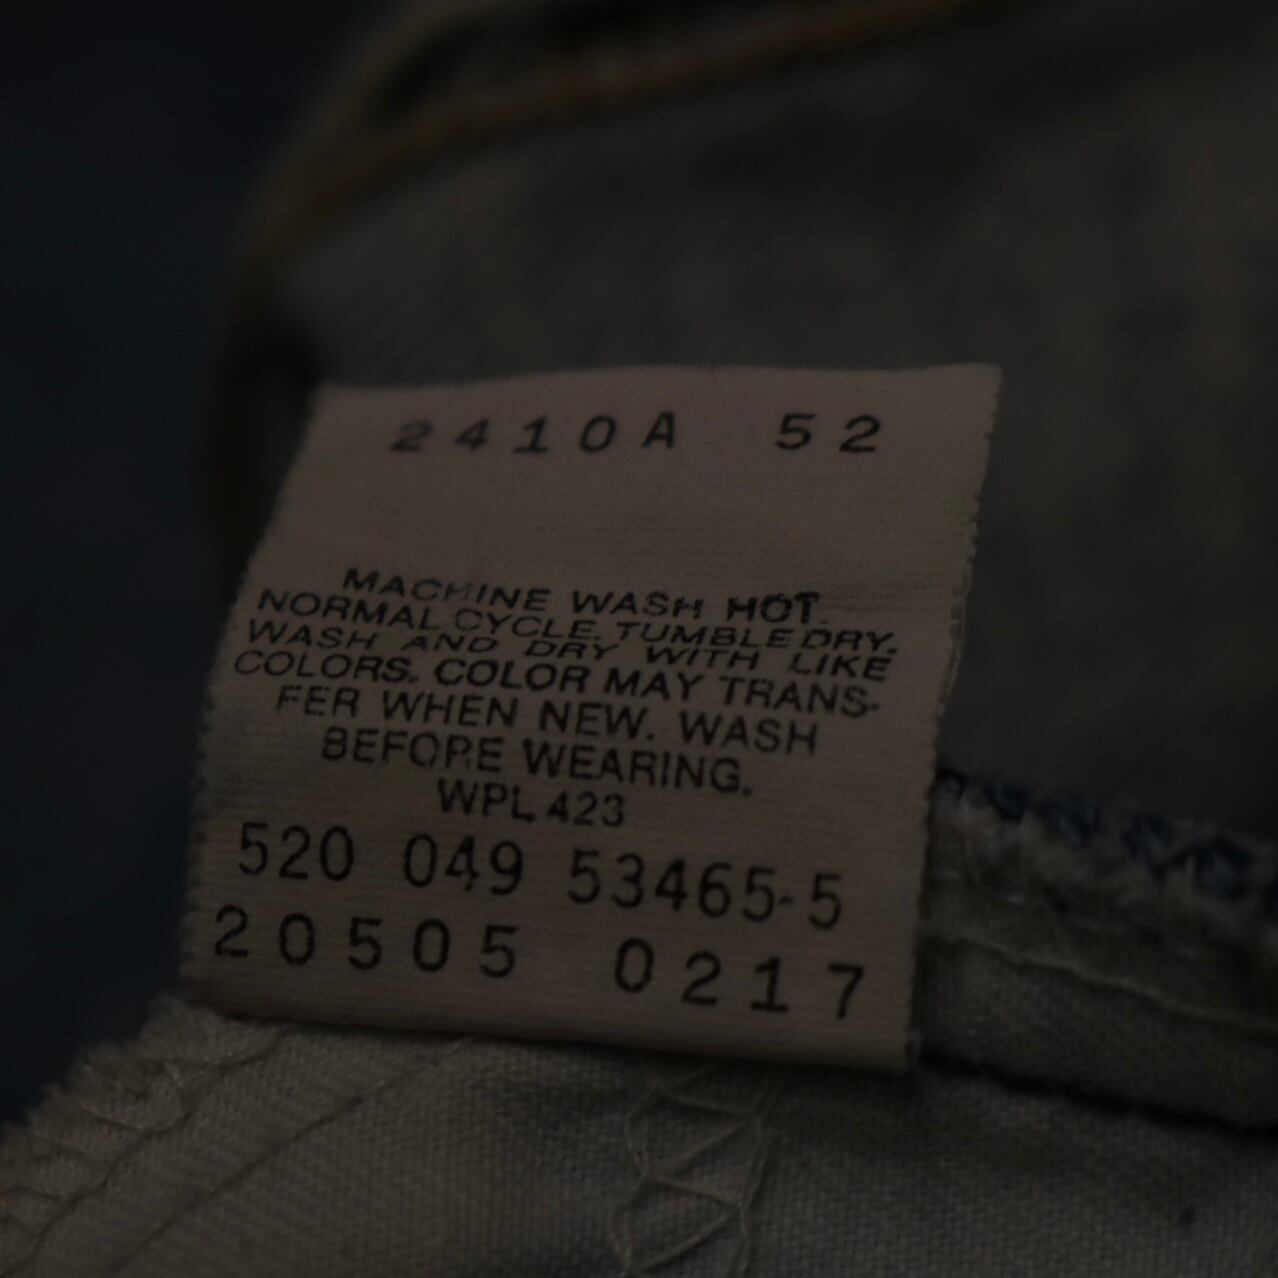 2410A 52
MACHINE WASH HOT.
NORMAL CYCLE. TUMBLE DRY.
WASH AND DRY WITH LIKE
COLORS. COLOR MAY TRANS-
FER WHEN NEW. WASH
BEFORE WEARING.
WPL 423
520 049 53465-5
20505 0217